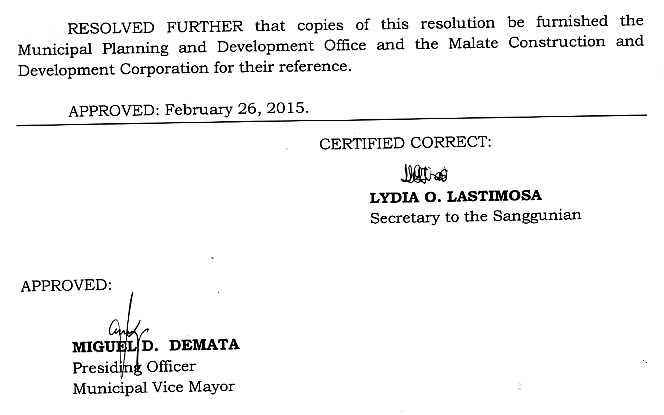 RESOLVED FURTHER that copies of this resolution be furnished the
Municipal Planning and Development Office and the Malate Construction and
Development Corporation for their reference.
APPROVED: February 26, 2015.
CERTIFIED CORRECT:
LYDIA O. LASTIMOSA
Secretary to the Sanggunian
APPROVED:
MIGUEL D. DEMATA
Presiding Officer
Municipal Vice Mayor